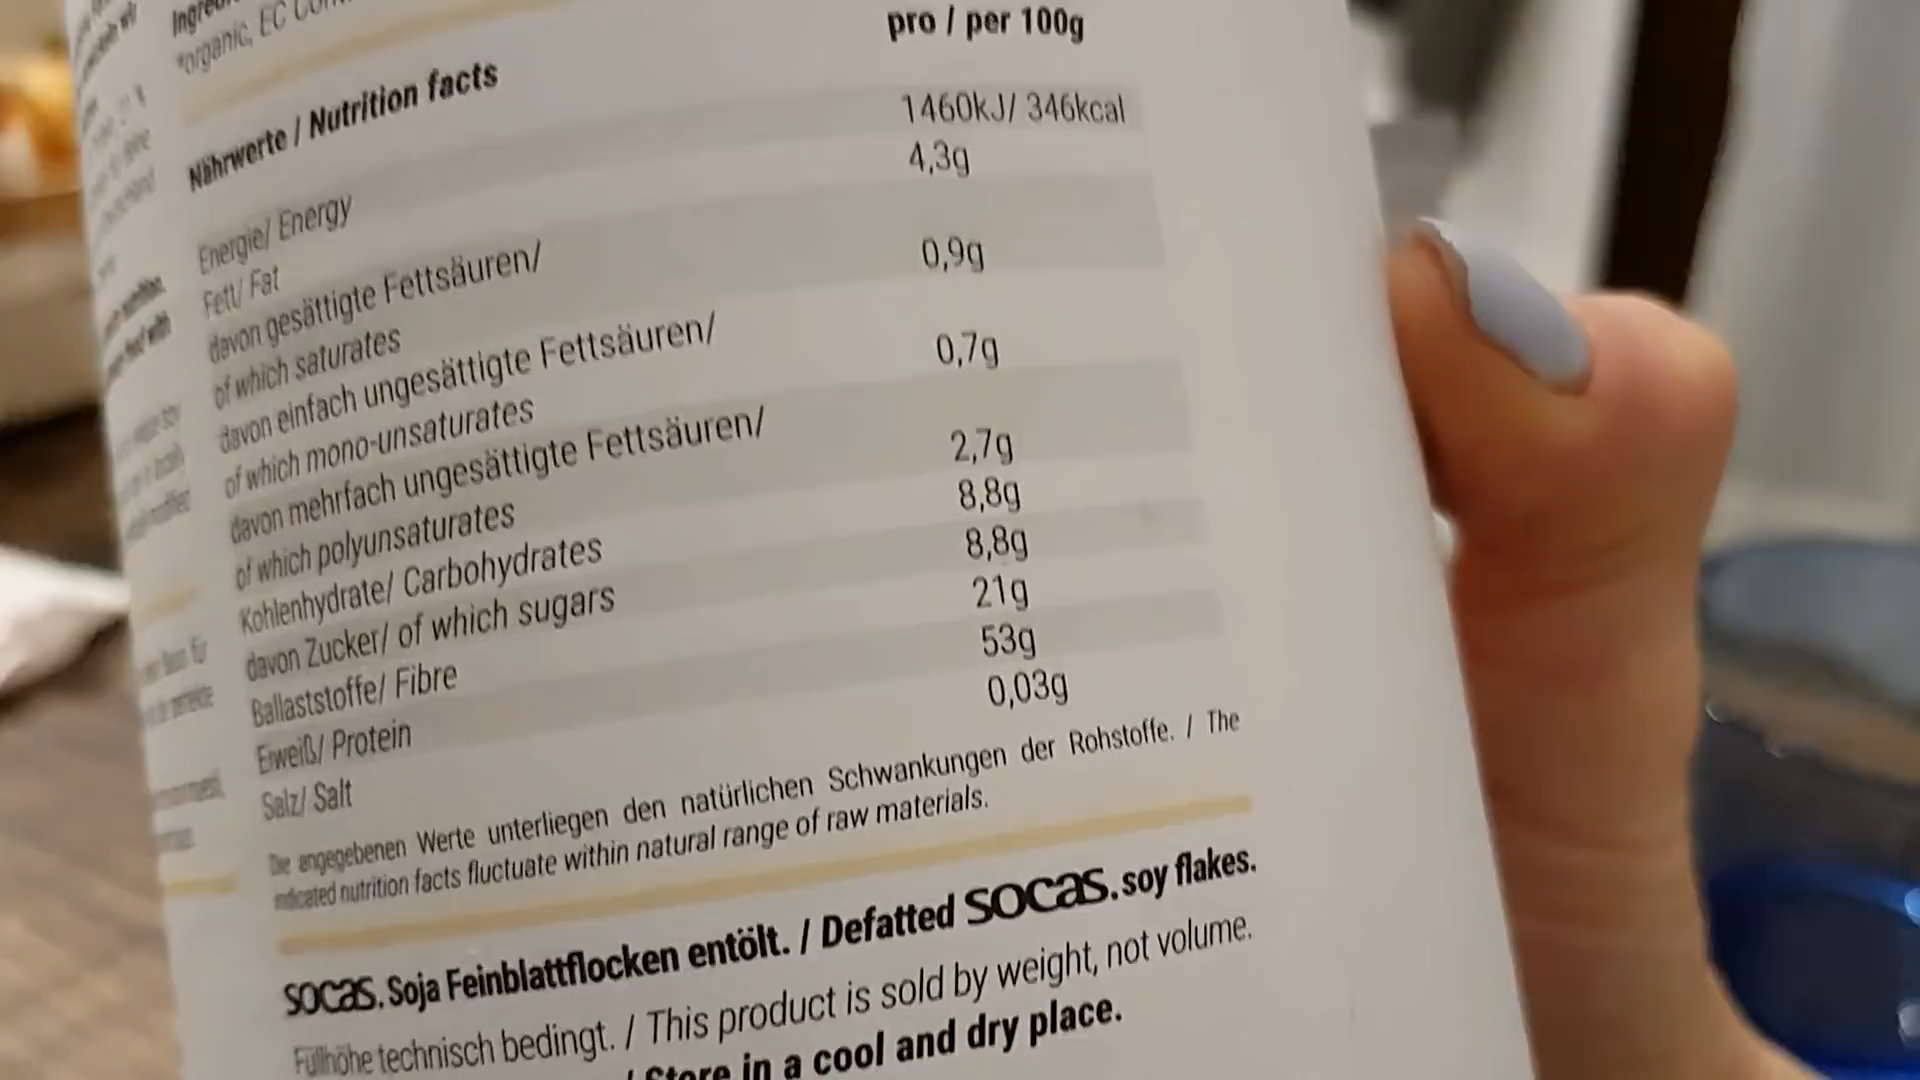 *organic, EC
pro / per 100g
Nährwerte / Nutrition facts
Energie/ Energy 1460kJ/ 346kcal
Fett/ Fat 4,3g
davon gesättigte Fettsäuren/
of which saturates 0,9g
davon einfach ungesättigte Fettsäuren/
of which mono-unsaturates 0,7g
davon mehrfach ungesättigte Fettsäuren/
of which polyunsaturates 2,7g
Kohlenhydrate/ Carbohydrates 8,8g
davon Zucker/ of which sugars 8,8g
Ballaststoffe/ Fibre 21g
Eiweiß/ Protein 53g
Salz/ Salt 0,03g
Die angegebenen Werte unterliegen den natürlichen Schwankungen der Rohstoffe. / The
indicated nutrition facts fluctuate within natural range of raw materials.
SOCAS. Soja Feinblattflocken entölt. / Defatted SOCAS. soy flakes.
Füllhöhe technisch bedingt. / This product is sold by weight, not volume.
/ Store in a cool and dry place.